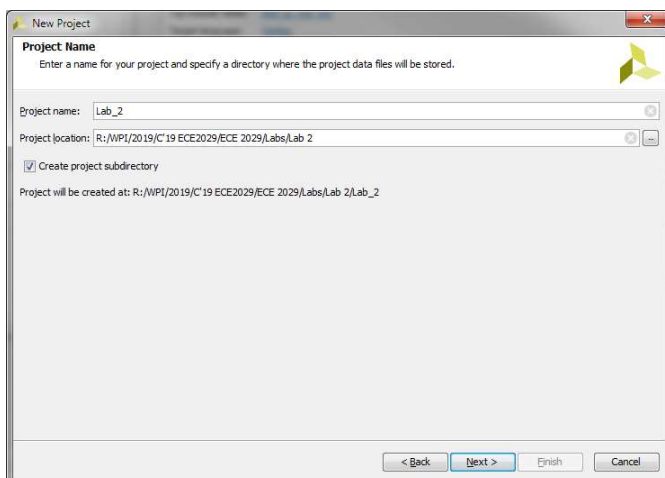 New Project
Project Name
Enter a name for your project and specify a directory where the project data files will be stored.
Project name: Lab_2
Project location: R:/WPI/2019/C'19 ECE2029/ECE 2029/Labs/Lab 2
Create project subdirectory
Project will be created at: R:/WPI/2019/C'19 ECE2029/ECE 2029/Labs/Lab 2/Lab_2
< Back Next > Finish Cancel